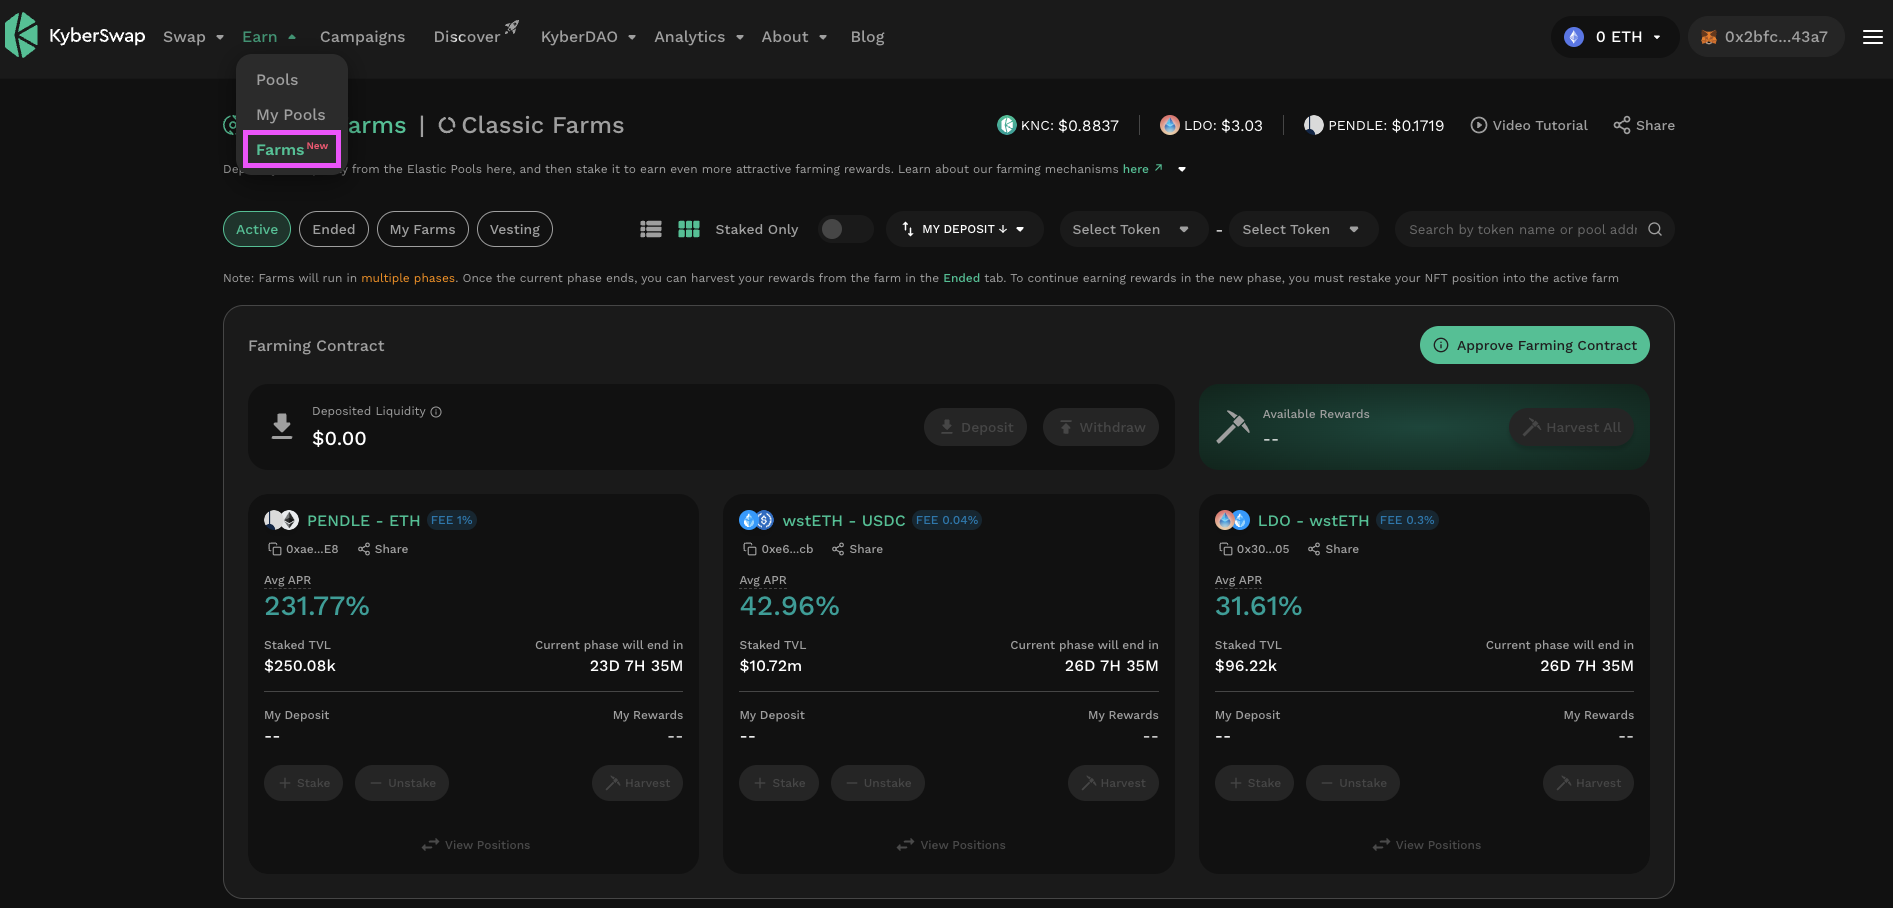 KyberSwap Swap Earn Campaigns Discover KyberDAO Analytics About Blog 0 ETH 0x2bfc...43a7
Pools
My Pools
Farms New
arms | Classic Farms KNC: $0.8837 LDO: $3.03 PENDLE: $0.1719 Video Tutorial Share
from the Elastic Pools here, and then stake it to earn even more attractive farming rewards. Learn about our farming mechanisms here ↗
Active Ended My Farms Vesting Staked Only MY DEPOSIT ↓ Select Token - Select Token Search by token name or pool addr
Note: Farms will run in multiple phases. Once the current phase ends, you can harvest your rewards from the farm in the Ended tab. To continue earning rewards in the new phase, you must restake your NFT position into the active farm
Farming Contract Approve Farming Contract
Deposited Liquidity
$0.00 Deposit Withdraw
Available Rewards
-- Harvest All
PENDLE - ETH FEE 1%
0xae...E8 Share
Avg APR
231.77%
Staked TVL Current phase will end in
$250.08k 23D 7H 35M
My Deposit My Rewards
-- --
+ Stake − Unstake Harvest
View Positions
wstETH - USDC FEE 0.04%
0xe6...cb Share
Avg APR
42.96%
Staked TVL Current phase will end in
$10.72m 26D 7H 35M
My Deposit My Rewards
-- --
+ Stake − Unstake Harvest
View Positions
LDO - wstETH FEE 0.3%
0x30...05 Share
Avg APR
31.61%
Staked TVL Current phase will end in
$96.22k 26D 7H 35M
My Deposit My Rewards
-- --
+ Stake − Unstake Harvest
View Positions